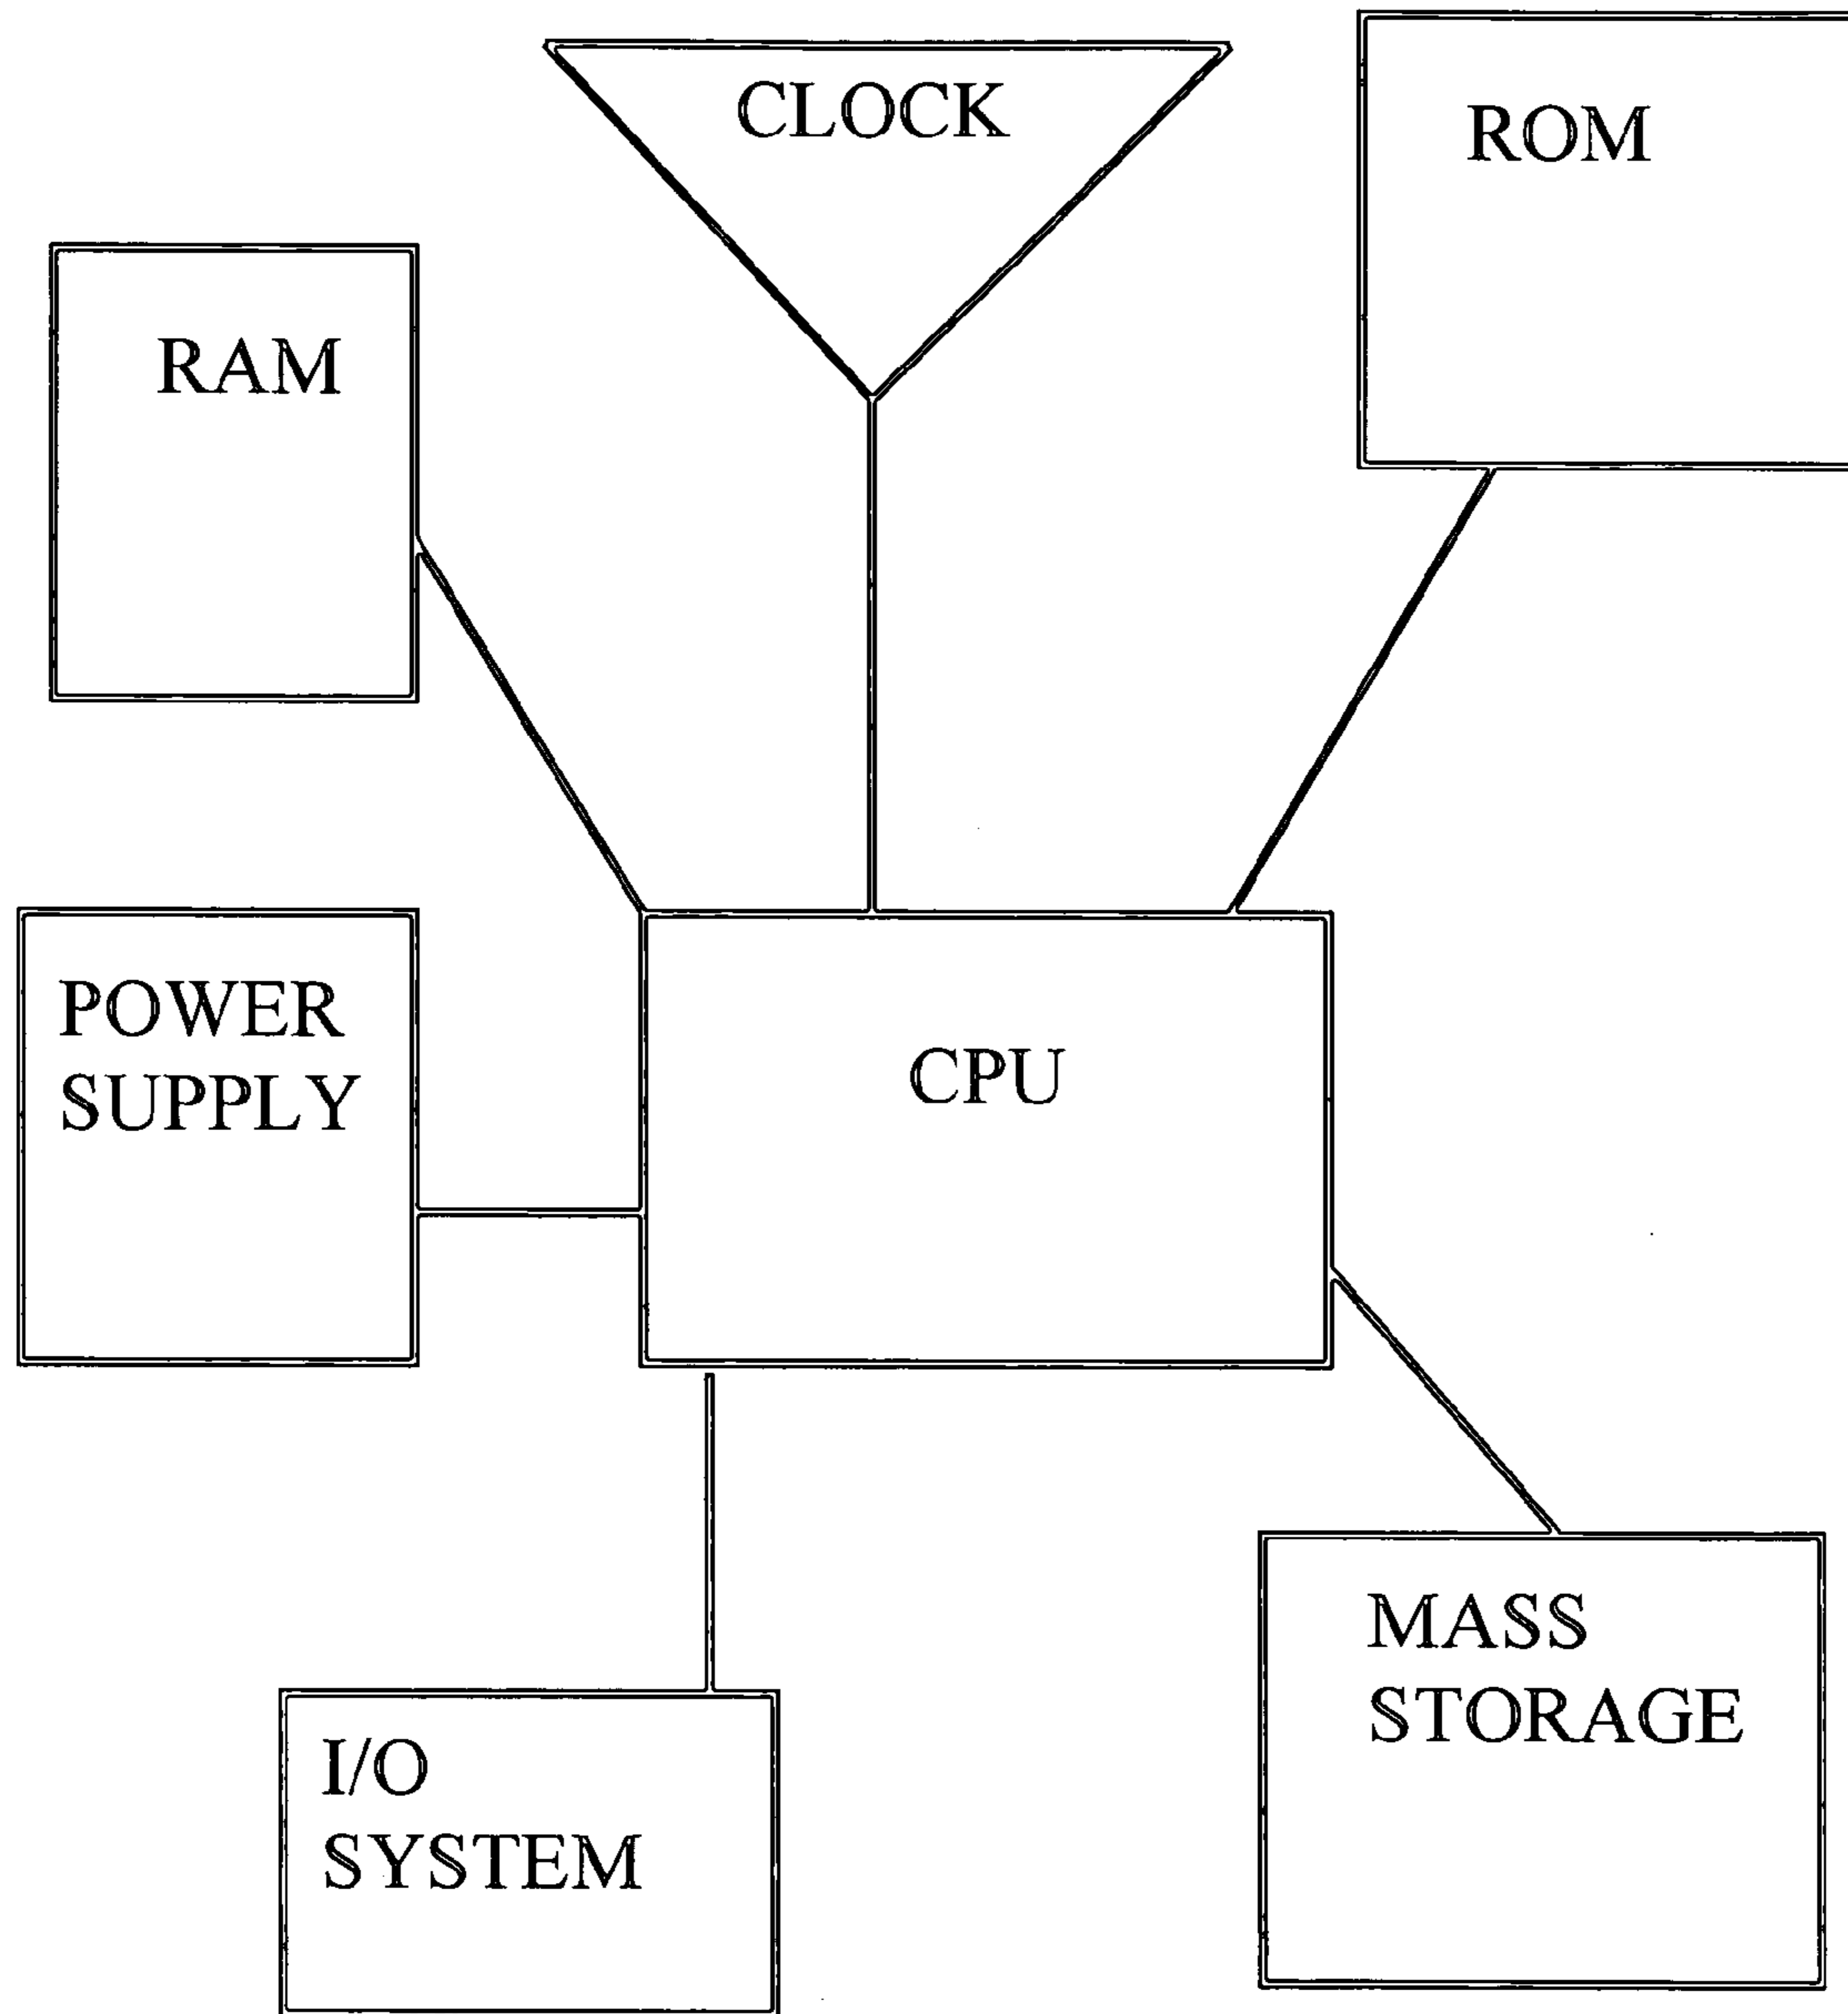 CLOCK
ROM
RAM
POWER
SUPPLY
CPU
I/O
SYSTEM
MASS
STORAGE